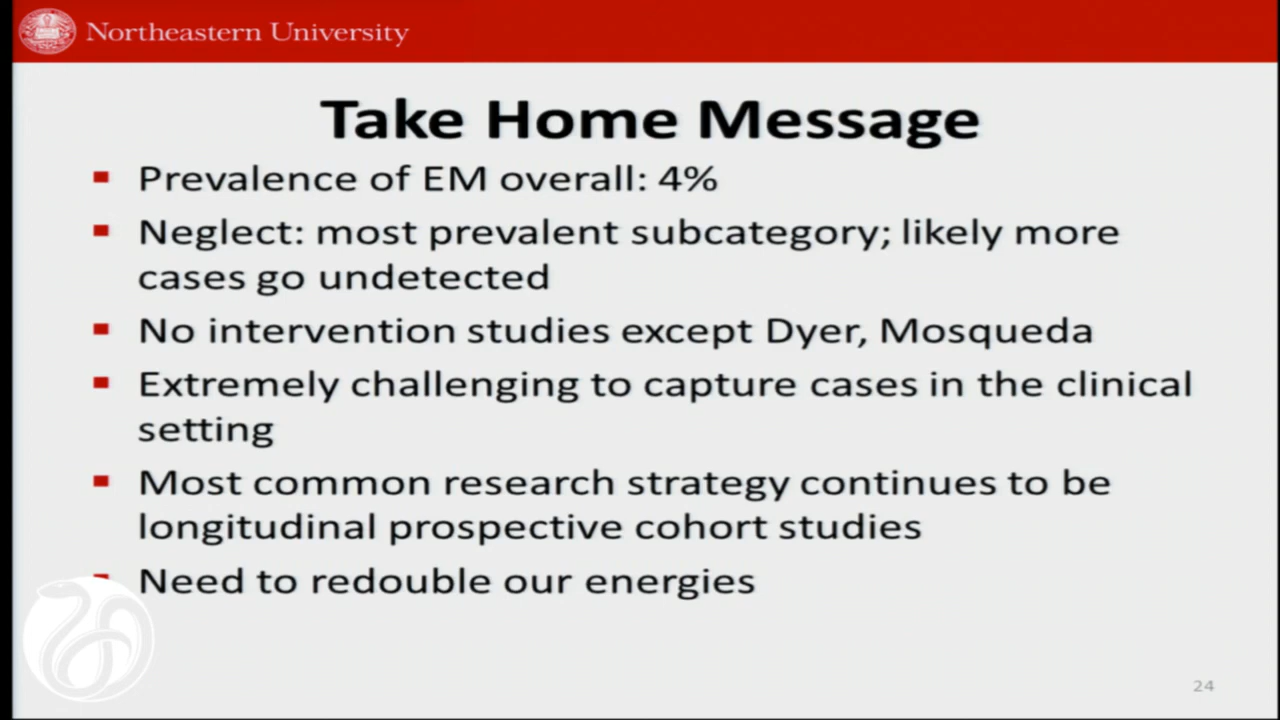 Northeastern University
Take Home Message
Prevalence of EM overall: 4%
Neglect: most prevalent subcategory; likely more
cases go undetected
No intervention studies except Dyer, Mosqueda
Extremely challenging to capture cases in the clinical
setting
Most common research strategy continues to be
longitudinal prospective cohort studies
Need to redouble our energies
24